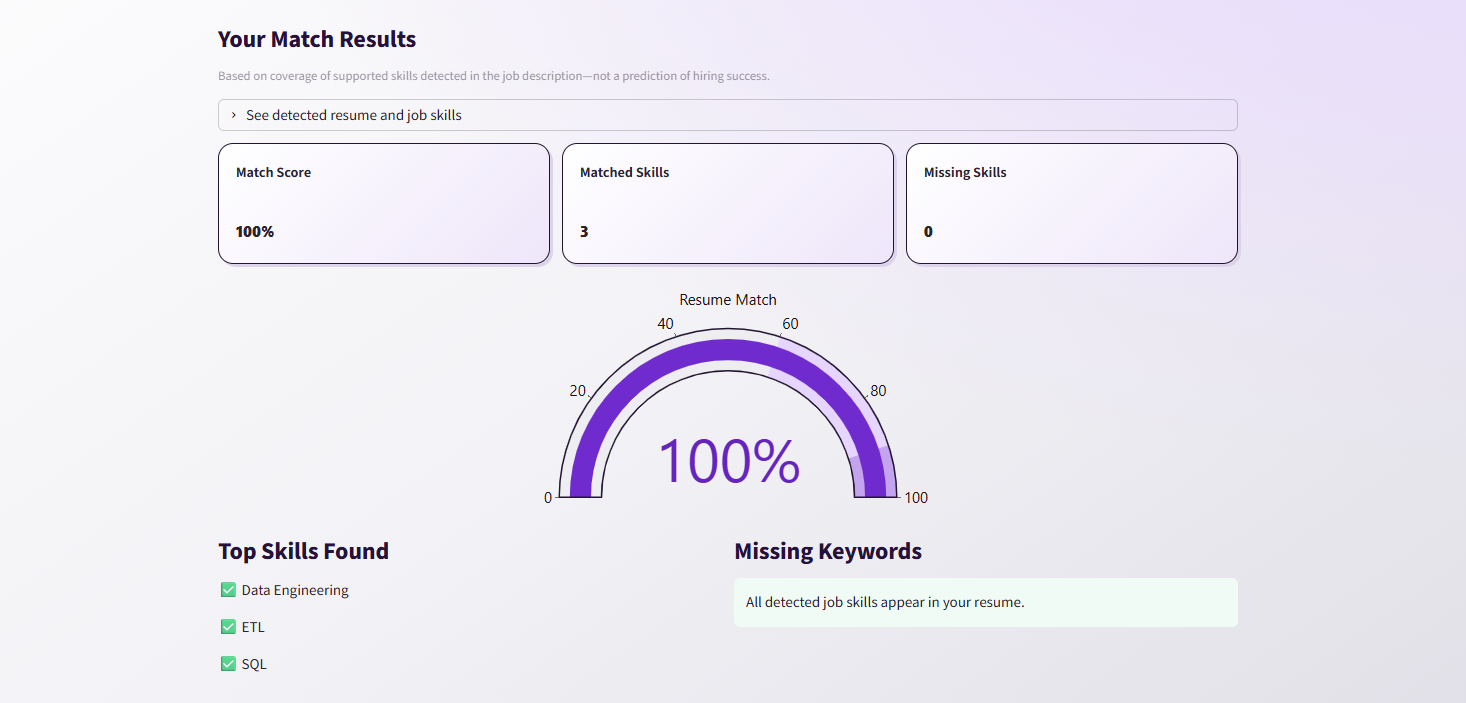 Your Match Results
Based on coverage of supported skills detected in the job description—not a prediction of hiring success.
› See detected resume and job skills
Match Score
100%
Matched Skills
3
Missing Skills
0
Resume Match
0
20
40
60
80
100
100%
Top Skills Found
✅ Data Engineering
✅ ETL
✅ SQL
Missing Keywords
All detected job skills appear in your resume.